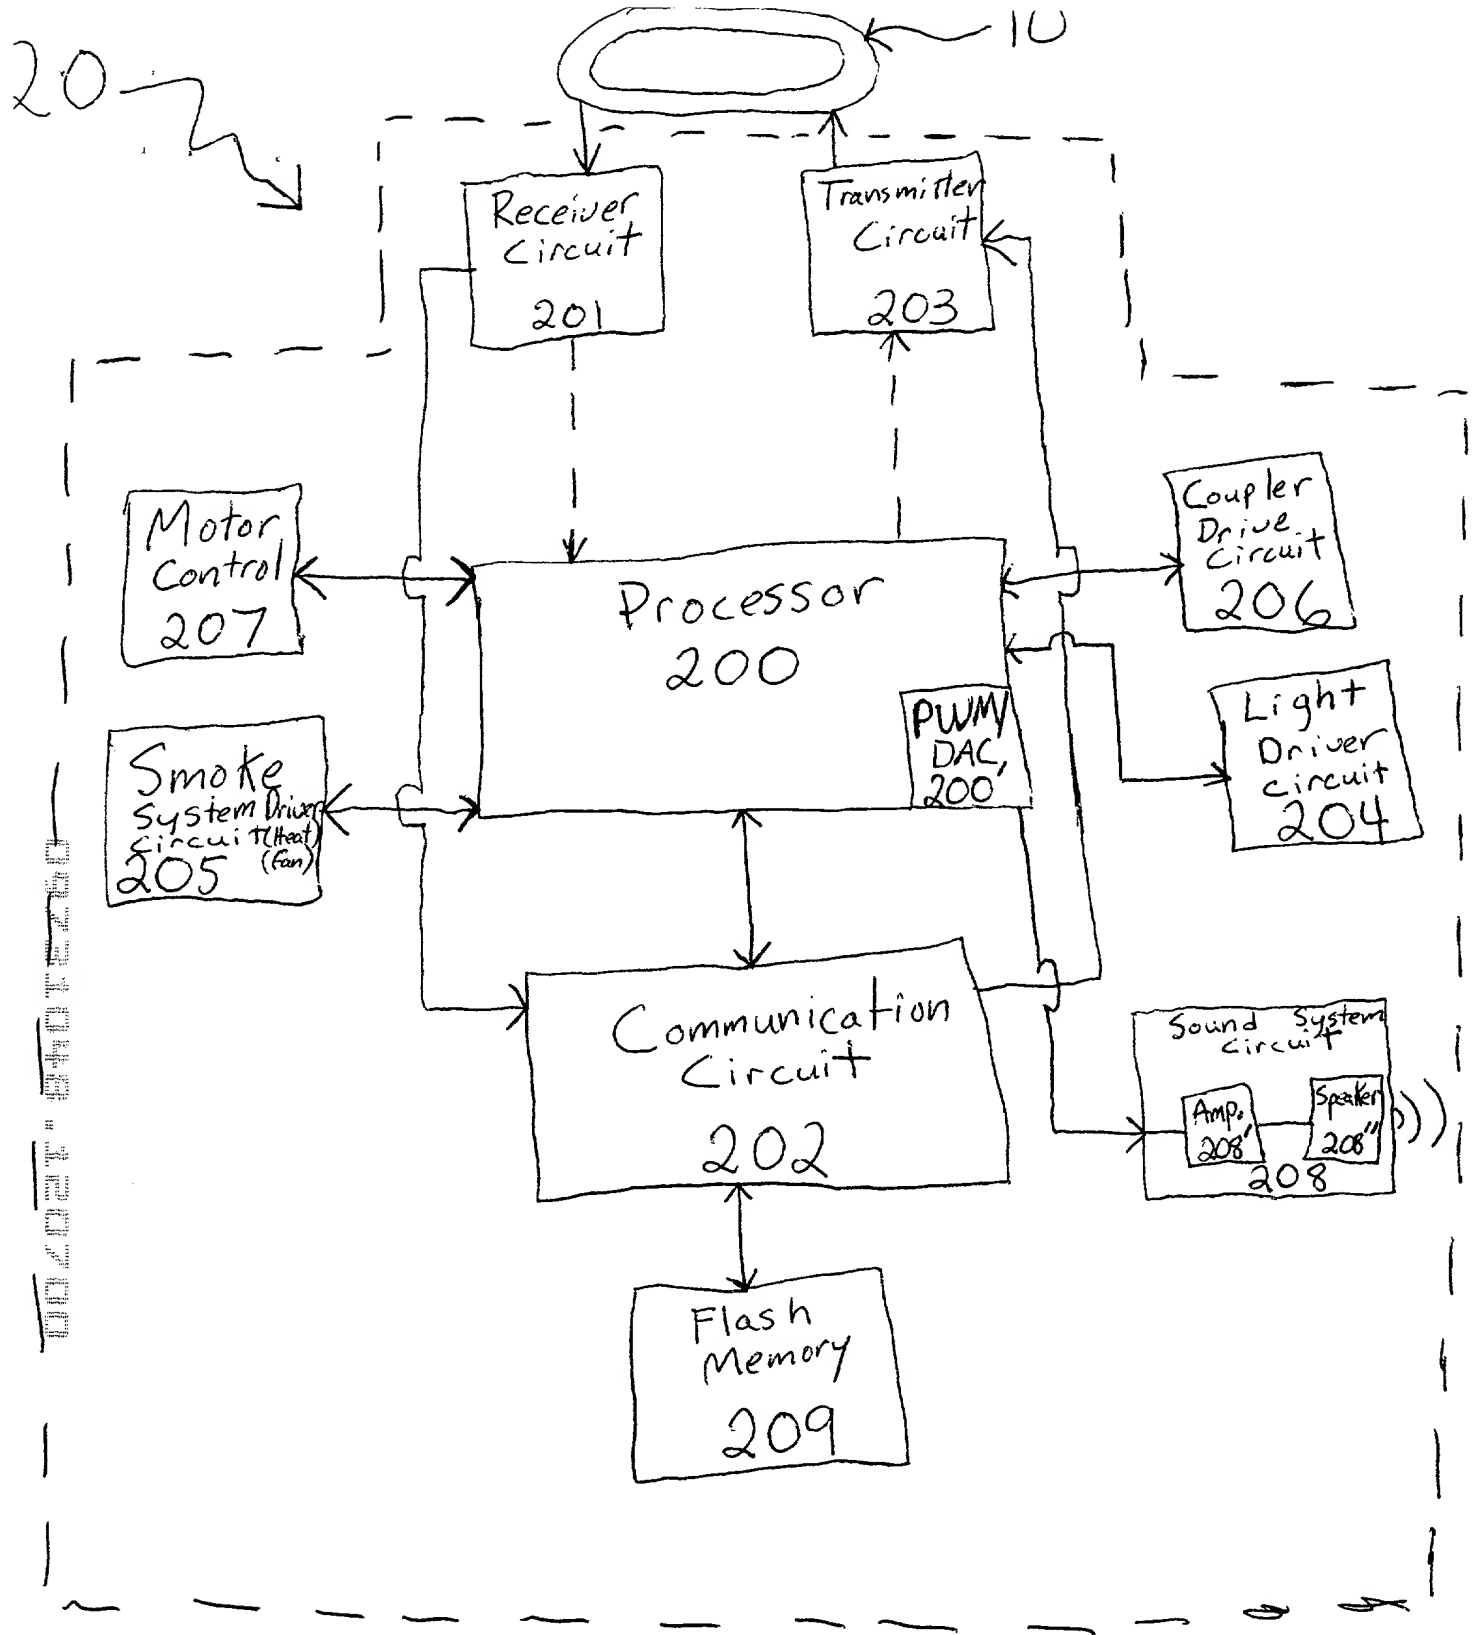 10
20
Receiver
Circuit
201
Transmitter
Circuit
203
Motor
Control
207
Processor
200
PWM/
DAC,
200'
Coupler
Drive
Circuit
206
Light
Driver
Circuit
204
Smoke
System Driver
Circuit (Heat)
(Fan)
205
Communication
Circuit
202
Sound System
Circuit
Amp.
208'
Speaker
208"
208
Flash
Memory
209